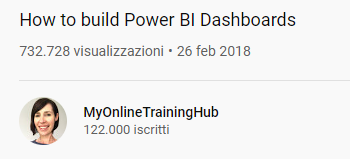 How to build Power BI Dashboards
732.728 visualizzazioni • 26 feb 2018
MyOnlineTrainingHub
122.000 iscritti